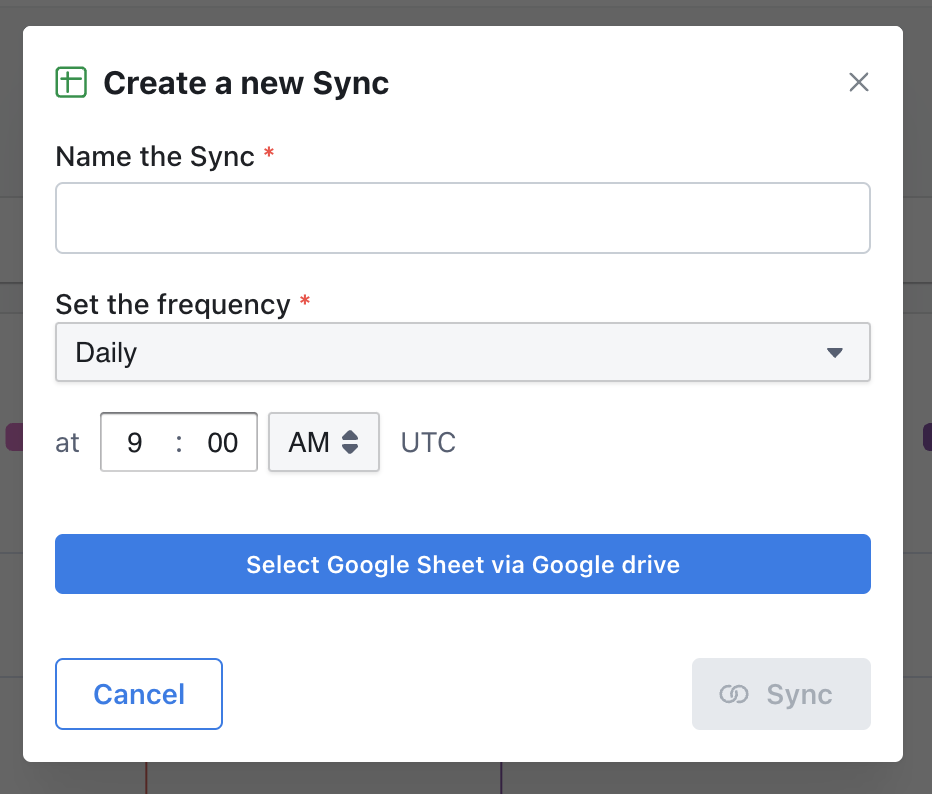 Create a new Sync
Name the Sync *
Set the frequency *
Daily
at 9 : 00 AM UTC
Select Google Sheet via Google drive
Cancel Sync